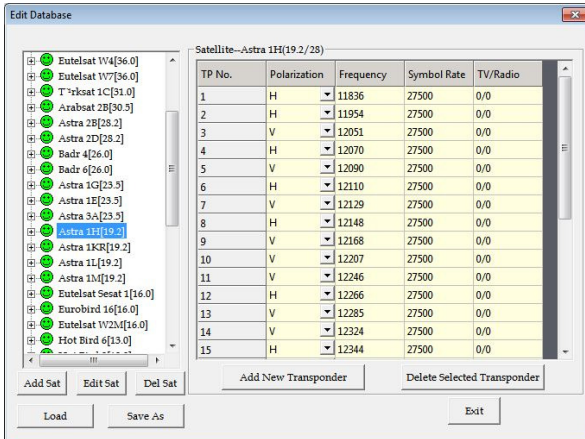 Edit Database
Eutelsat W4[36.0]
Eutelsat W7[36.0]
T³rksat 1C[31.0]
Arabsat 2B[30.5]
Astra 2B[28.2]
Astra 2D[28.2]
Badr 4[26.0]
Badr 6[26.0]
Astra 1G[23.5]
Astra 1E[23.5]
Astra 3A[23.5]
Astra 1H[19.2]
Astra 1KR[19.2]
Astra 1L[19.2]
Astra 1M[19.2]
Eutelsat Sesat 1[16.0]
Eurobird 16[16.0]
Eutelsat W2M[16.0]
Hot Bird 6[13.0]
Add Sat Edit Sat Del Sat
Load Save As
Satellite--Astra 1H(19.2/28)
TP No. Polarization Frequency Symbol Rate TV/Radio
1 H 11836 27500 0/0
2 H 11954 27500 0/0
3 V 12051 27500 0/0
4 H 12070 27500 0/0
5 V 12090 27500 0/0
6 H 12110 27500 0/0
7 V 12129 27500 0/0
8 H 12148 27500 0/0
9 V 12168 27500 0/0
10 V 12207 27500 0/0
11 V 12246 27500 0/0
12 H 12266 27500 0/0
13 V 12285 27500 0/0
14 V 12324 27500 0/0
15 H 12344 27500 0/0
Add New Transponder Delete Selected Transponder
Exit